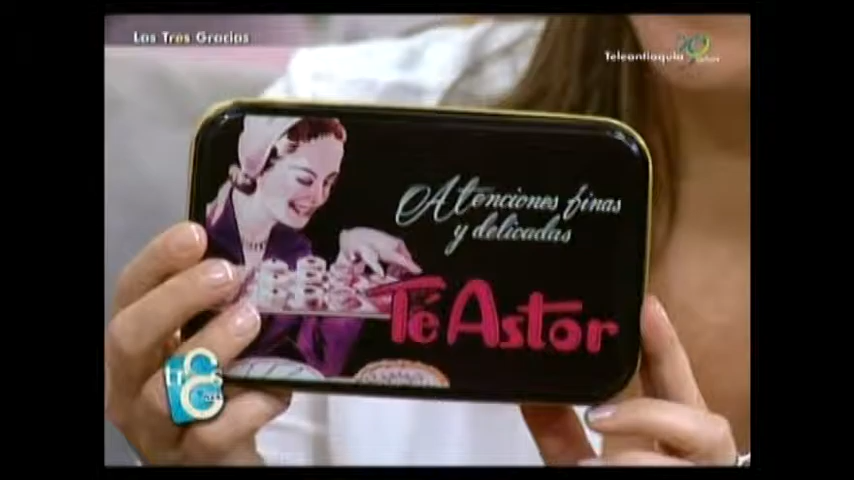 Las Tres Gracias
Teleantioquia
Atenciones finas
y delicadas
Té Astor